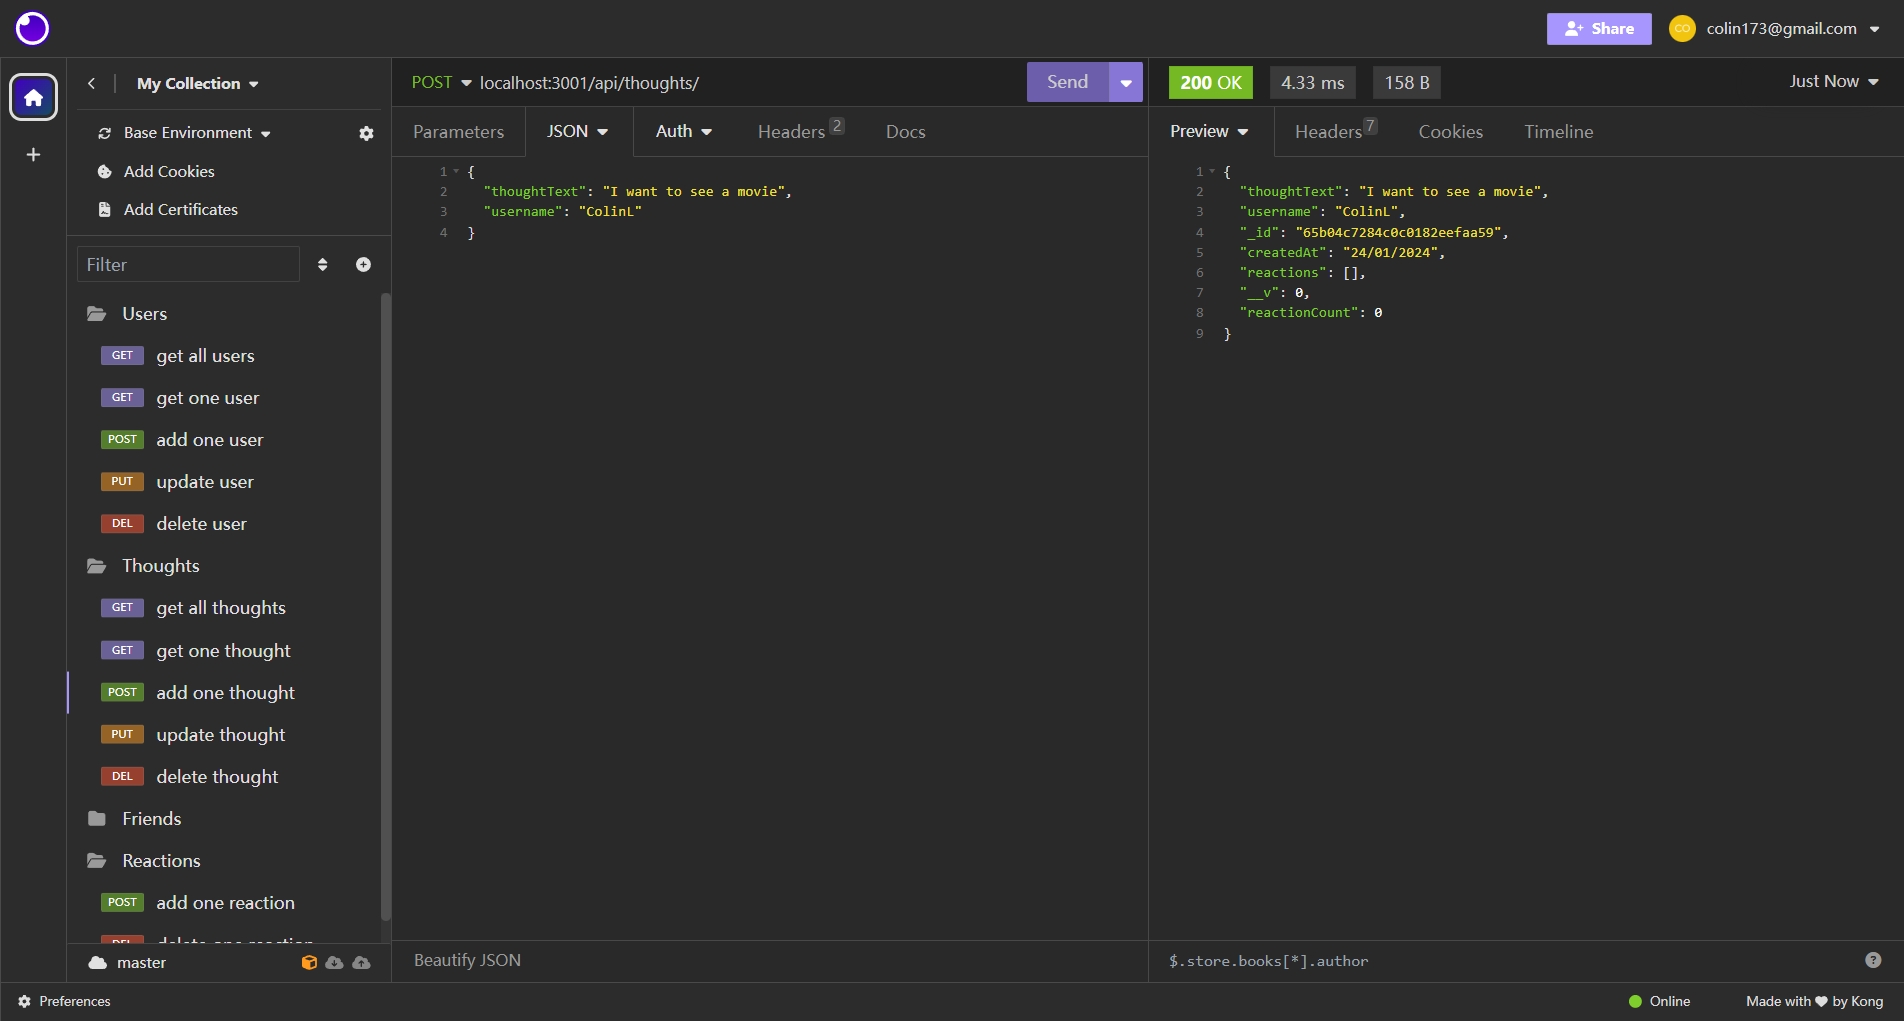 Share
CO
colin173@gmail.com
My Collection
Base Environment
Add Cookies
Add Certificates
Filter
Users
GET get all users
GET get one user
POST add one user
PUT update user
DEL delete user
Thoughts
GET get all thoughts
GET get one thought
POST add one thought
PUT update thought
DEL delete thought
Friends
Reactions
POST add one reaction
DEL delete one reaction
master
POST localhost:3001/api/thoughts/ Send
Parameters JSON Auth Headers 2 Docs
1 {
2 "thoughtText": "I want to see a movie",
3 "username": "ColinL"
4 }
Beautify JSON
200 OK 4.33 ms 158 B Just Now
Preview Headers 7 Cookies Timeline
1 {
2 "thoughtText": "I want to see a movie",
3 "username": "ColinL",
4 "_id": "65b04c7284c0c0182eefaa59",
5 "createdAt": "24/01/2024",
6 "reactions": [],
7 "__v": 0,
8 "reactionCount": 0
9 }
$.store.books[*].author
Preferences
Online
Made with ♥ by Kong